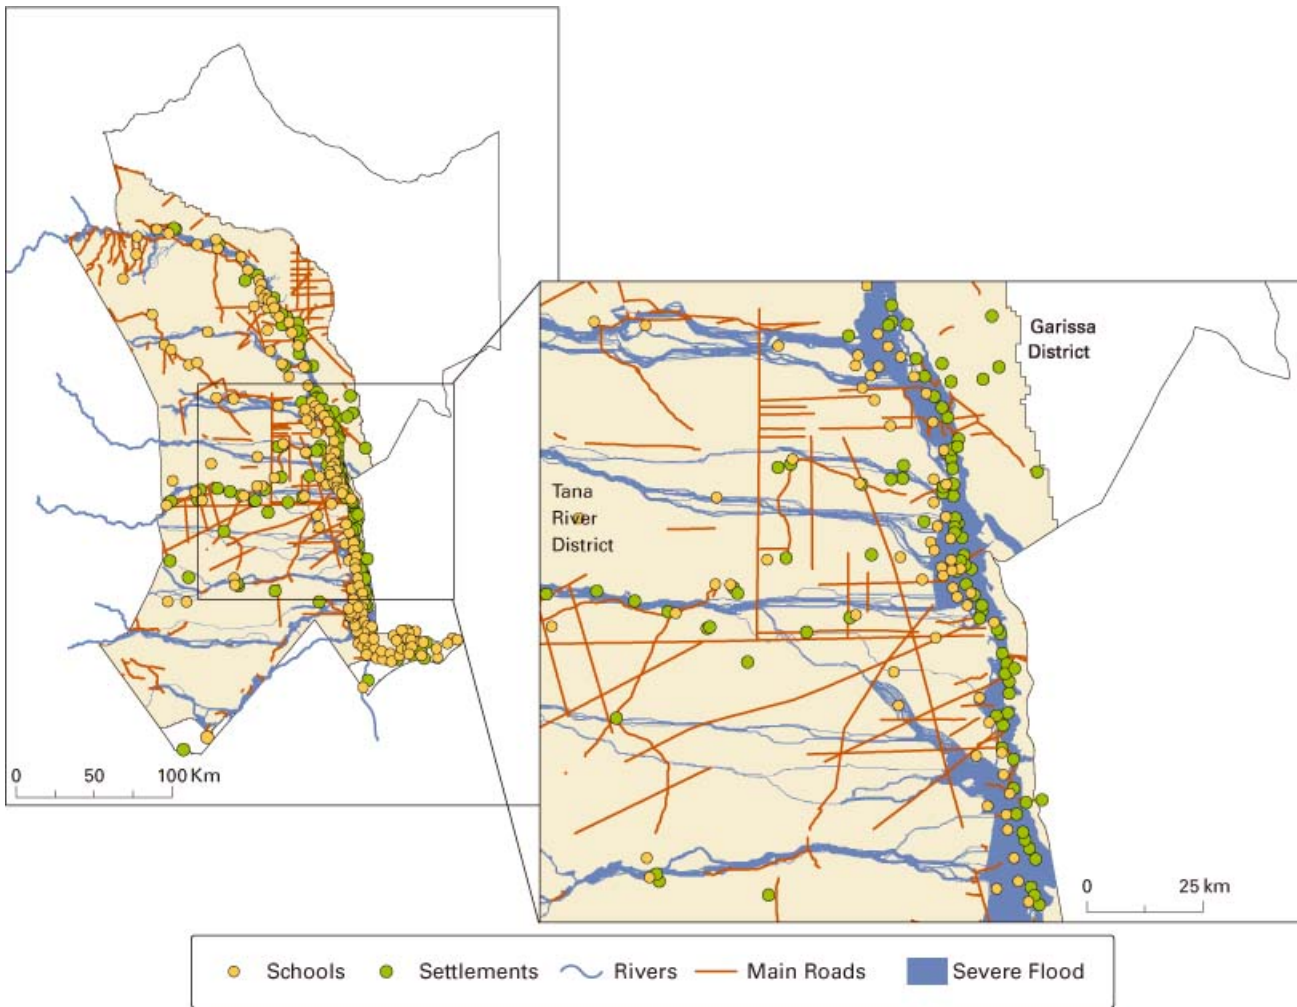 Garissa
District
Tana
River
District
0 50 100 Km
0 25 km
Schools Settlements Rivers Main Roads Severe Flood